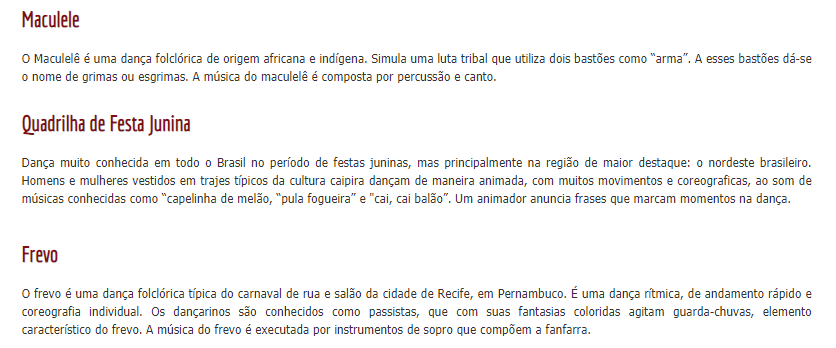 Maculele
O Maculelê é uma dança folclórica de origem africana e indígena. Simula uma luta tribal que utiliza dois bastões como “arma”. A esses bastões dá-se
o nome de grimas ou esgrimas. A música do maculelê é composta por percussão e canto.
Quadrilha de Festa Junina
Dança muito conhecida em todo o Brasil no período de festas juninas, mas principalmente na região de maior destaque: o nordeste brasileiro.
Homens e mulheres vestidos em trajes típicos da cultura caipira dançam de maneira animada, com muitos movimentos e coreograficas, ao som de
músicas conhecidas como “capelinha de melão, “pula fogueira” e "cai, cai balão”. Um animador anuncia frases que marcam momentos na dança.
Frevo
O frevo é uma dança folclórica típica do carnaval de rua e salão da cidade de Recife, em Pernambuco. É uma dança rítmica, de andamento rápido e
coreografia individual. Os dançarinos são conhecidos como passistas, que com suas fantasias coloridas agitam guarda-chuvas, elemento
característico do frevo. A música do frevo é executada por instrumentos de sopro que compõem a fanfarra.